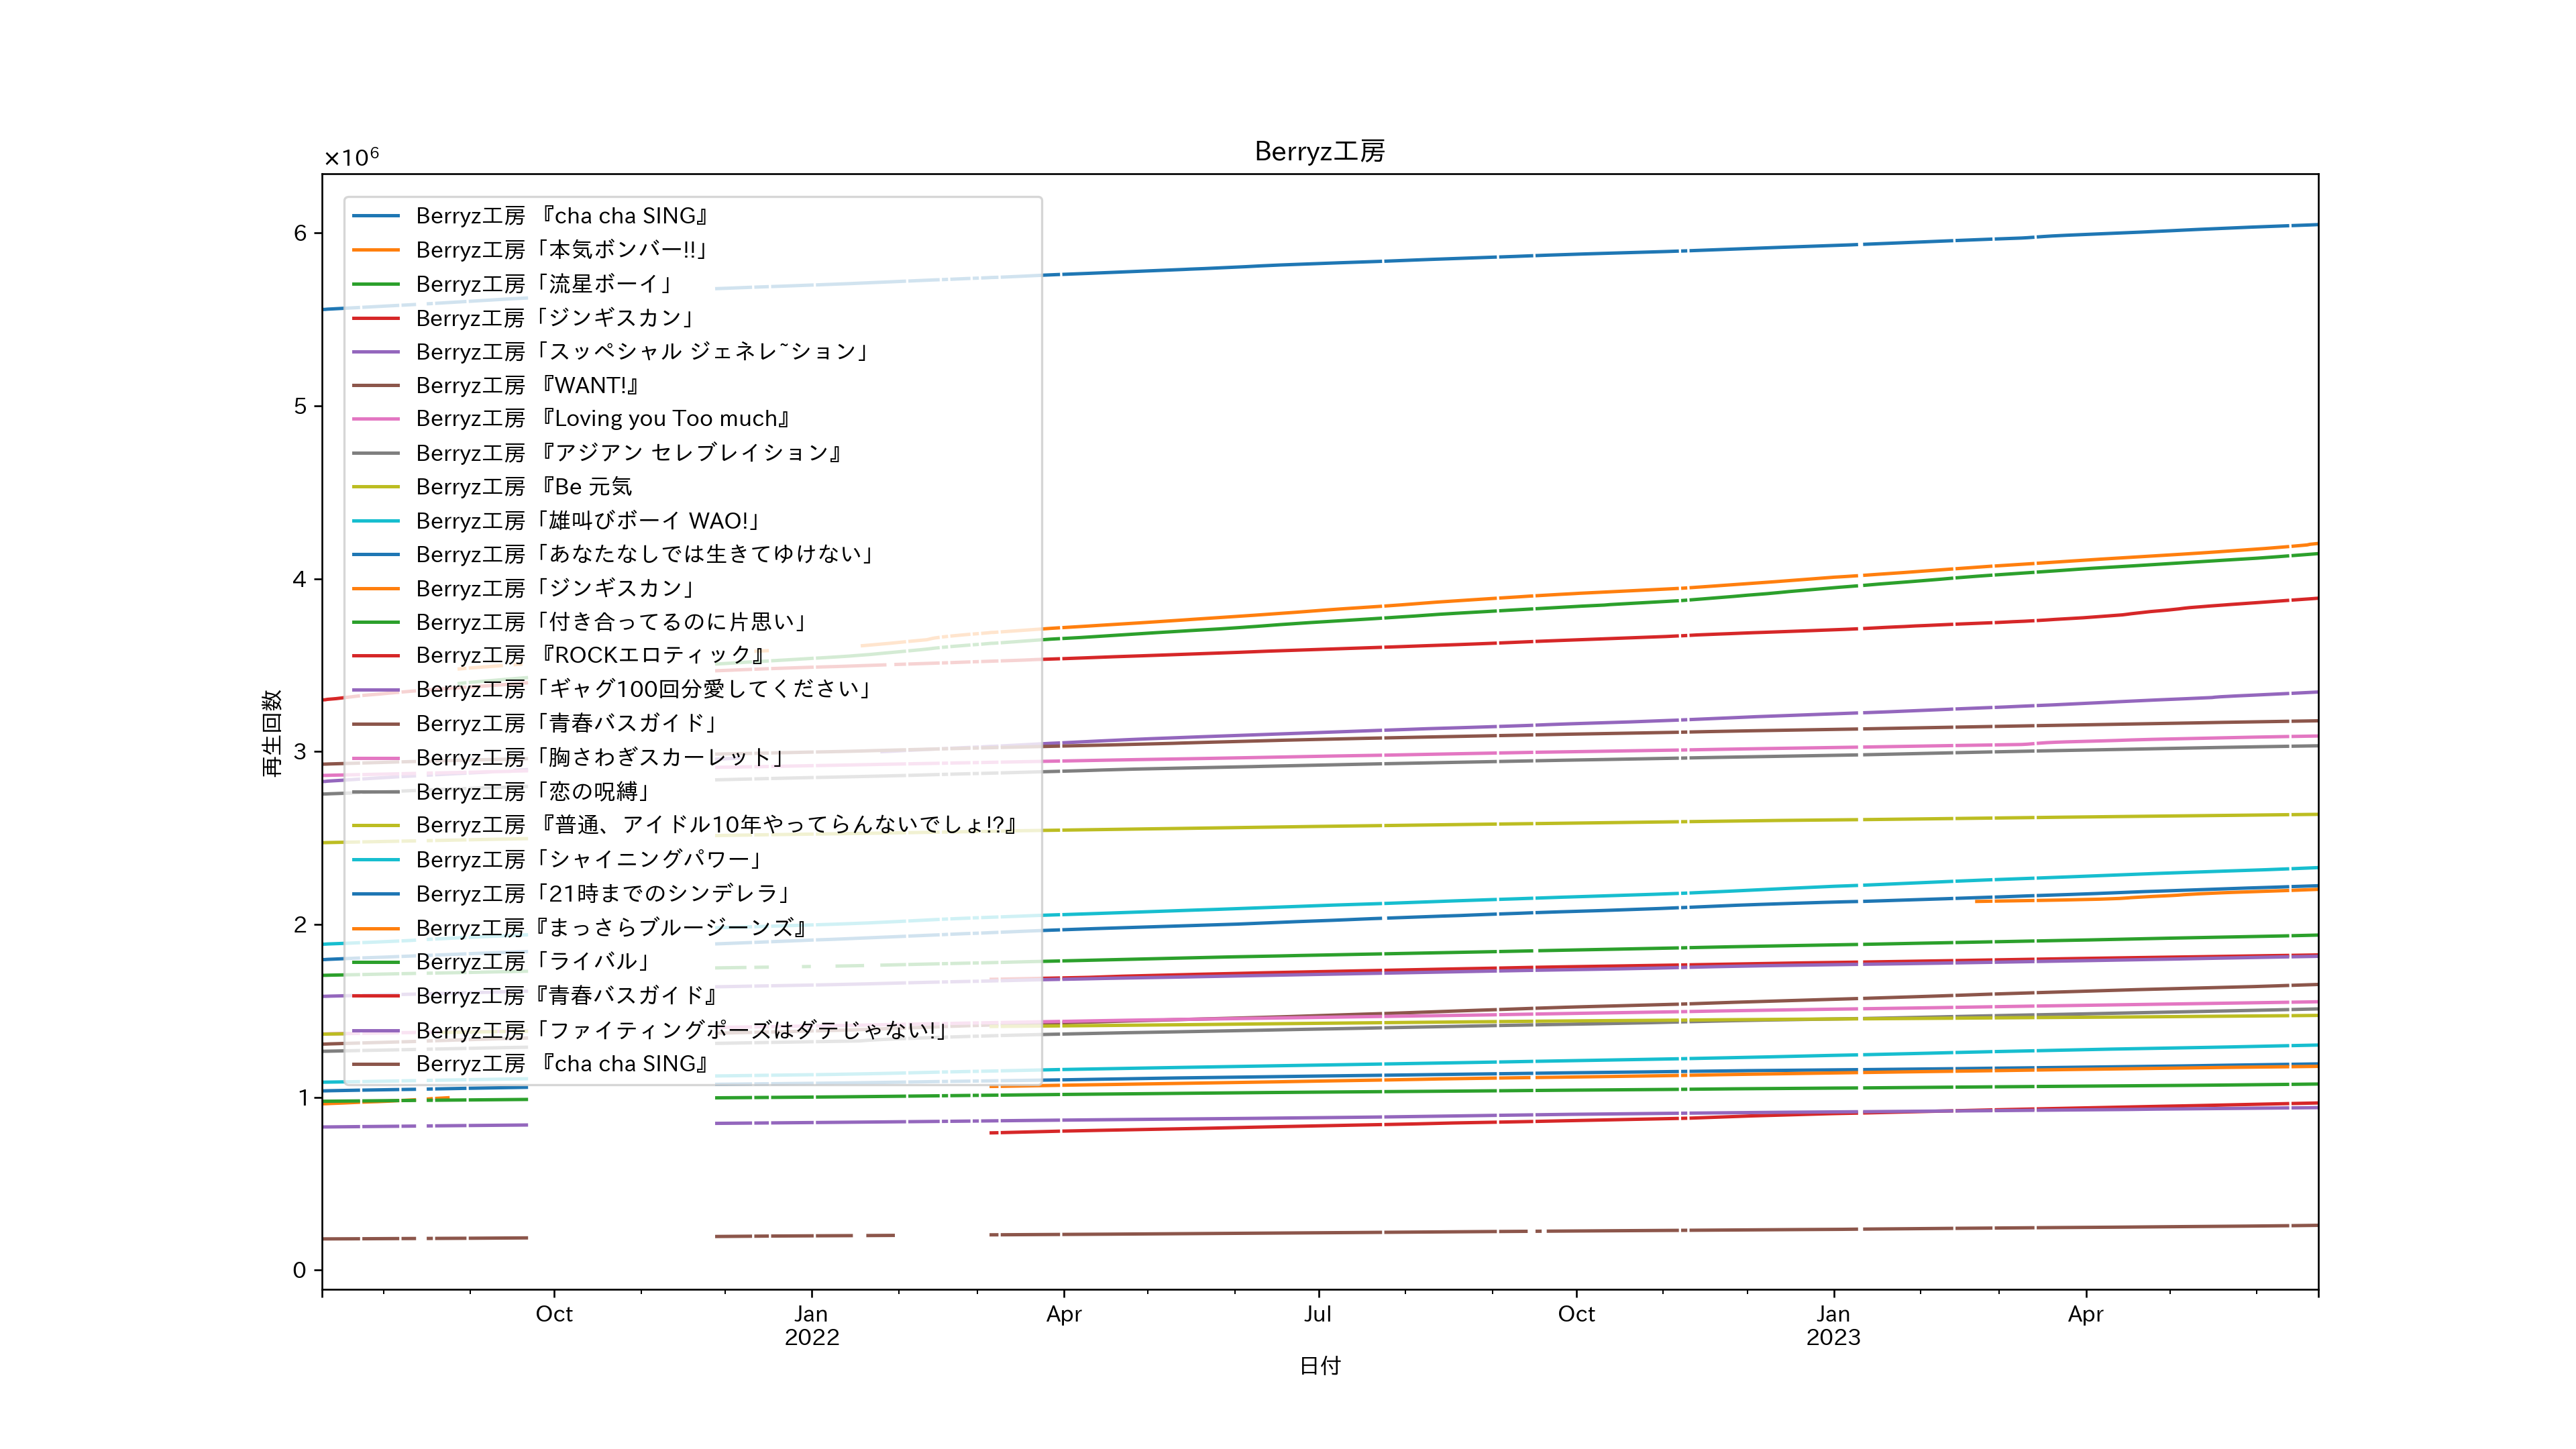 Berryz工房
×10⁶
Berryz工房 『cha cha SING』
Berryz工房「本気ボンバー!!」
Berryz工房「流星ボーイ」
Berryz工房「ジンギスカン」
Berryz工房「スッペシャル ジェネレ~ション」
Berryz工房 『WANT!』
Berryz工房 『Loving you Too much』
Berryz工房 『アジアン セレブレイション』
Berryz工房 『Be 元気
Berryz工房「雄叫びボーイ WAO!」
Berryz工房「あなたなしでは生きてゆけない」
Berryz工房「ジンギスカン」
Berryz工房「付き合ってるのに片思い」
Berryz工房 『ROCKエロティック』
Berryz工房「ギャグ100回分愛してください」
Berryz工房「青春バスガイド」
Berryz工房「胸さわぎスカーレット」
Berryz工房「恋の呪縛」
Berryz工房 『普通、アイドル10年やってらんないでしょ!?』
Berryz工房「シャイニングパワー」
Berryz工房「21時までのシンデレラ」
Berryz工房『まっさらブルージーンズ』
Berryz工房「ライバル」
Berryz工房『青春バスガイド』
Berryz工房「ファイティングポーズはダテじゃない!」
Berryz工房 『cha cha SING』
6
5
4
3
2
1
0
再生回数
Oct Jan Apr Jul Oct Jan Apr
2022 2023
日付